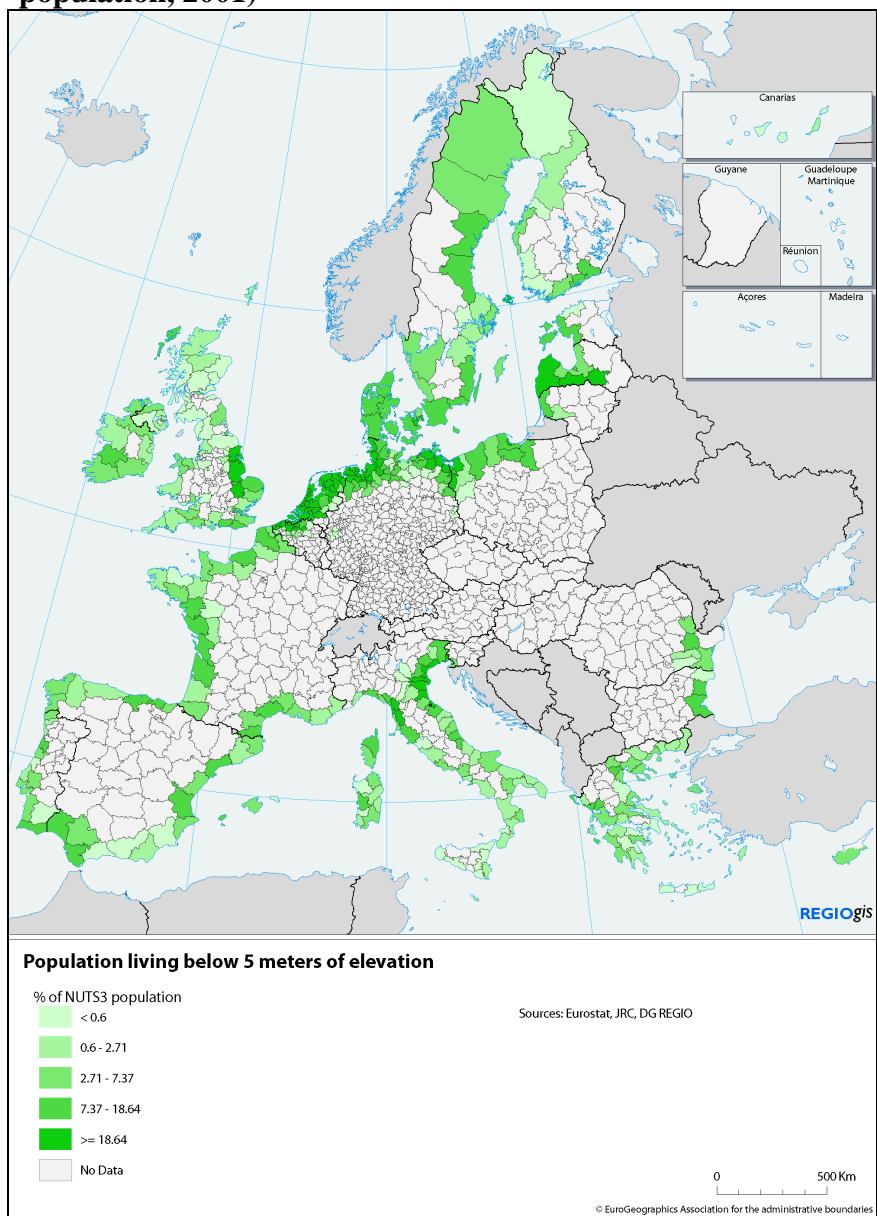 population, 2001)
Canarias
Guyane
Guadeloupe
Martinique
Réunion
Açores
Madeira
REGIOgis
Population living below 5 meters of elevation
% of NUTS3 population
< 0.6
0.6 - 2.71
2.71 - 7.37
7.37 - 18.64
>= 18.64
No Data
Sources: Eurostat, JRC, DG REGIO
0
500 Km
© EuroGeographics Association for the administrative boundaries